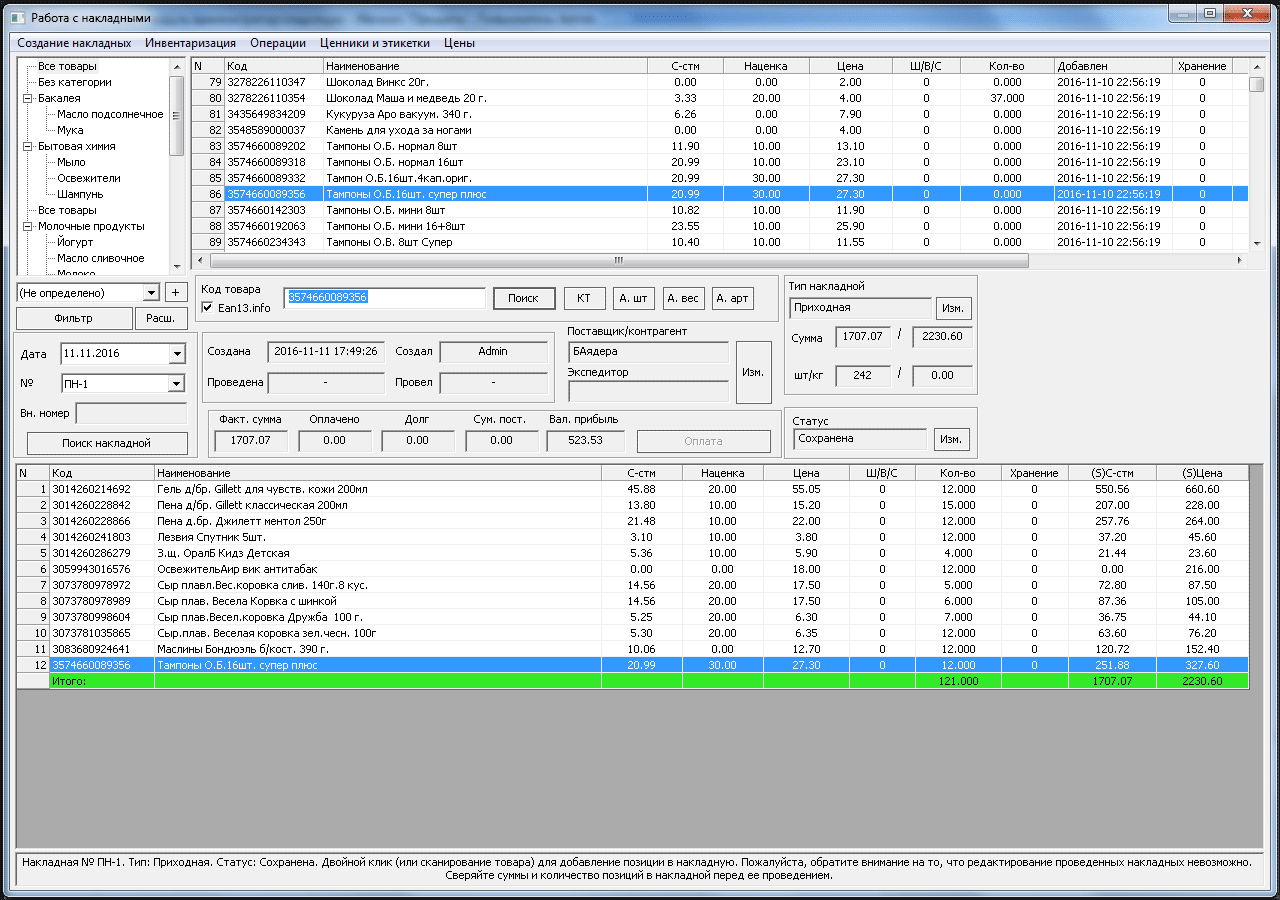 Работа с накладными
Создание накладных Инвентаризация Операции Ценники и этикетки Цены
Все товары
Без категории
Бакалея
Масло подсолнечное
Мука
Бытовая химия
Мыло
Освежители
Шампунь
Все товары
Молочные продукты
Йогурт
Масло сливочное
Молоко
N Код Наименование С-стм Наценка Цена Ш/В/С Кол-во Добавлен Хранение
79 3278226110347 Шоколад Винкс 20г. 0.00 0.00 2.00 0 0.000 2016-11-10 22:56:19 0
80 3278226110354 Шоколад Маша и медведь 20 г. 3.33 20.00 4.00 0 37.000 2016-11-10 22:56:19 0
81 3435649834209 Кукуруза Аро вакуум. 340 г. 6.26 0.00 7.90 0 0.000 2016-11-10 22:56:19 0
82 3548589000037 Камень для ухода за ногами 0.00 0.00 4.00 0 0.000 2016-11-10 22:56:19 0
83 3574660089202 Тампоны О.Б. нормал 8шт 11.90 10.00 13.10 0 0.000 2016-11-10 22:56:19 0
84 3574660089318 Тампоны О.Б. нормал 16шт 20.99 10.00 23.10 0 0.000 2016-11-10 22:56:19 0
85 3574660089332 Тампон О.Б.16шт.4кап.ориг. 20.99 30.00 27.30 0 0.000 2016-11-10 22:56:19 0
86 3574660089356 Тампоны О.Б.16шт. супер плюс 20.99 30.00 27.30 0 0.000 2016-11-10 22:56:19 0
87 3574660142303 Тампоны О.Б. мини 8шт 10.82 10.00 11.90 0 0.000 2016-11-10 22:56:19 0
88 3574660192063 Тампоны О.Б. мини 16+8шт 23.55 10.00 25.90 0 0.000 2016-11-10 22:56:19 0
89 3574660234343 Тампоны О.В. 8шт Супер 10.40 10.00 11.55 0 0.000 2016-11-10 22:56:19 0
(Не определено) +
Фильтр Расш.
Код товара
Ean13.info 3574660089356 Поиск КТ А. шт А. вес А. арт
Тип накладной
Приходная Изм.
Сумма 1707.07 / 2230.60
шт/кг 242 / 0.00
Дата 11.11.2016
№ ПН-1
Вн. номер
Поиск накладной
Создана 2016-11-11 17:49:26 Создал Admin
Проведена - Провел -
Поставщик/контрагент
БАядера
Экспедитор
Изм.
Факт. сумма Оплачено Долг Сум. пост. Вал. прибыль
1707.07 0.00 0.00 0.00 523.53 Оплата
Статус
Сохранена Изм.
N Код Наименование С-стм Наценка Цена Ш/В/С Кол-во Хранение (S)С-стм (S)Цена
1 3014260214692 Гель д/бр. Gillett для чувств. кожи 200мл 45.88 20.00 55.05 0 12.000 0 550.56 660.60
2 3014260228842 Пена д/бр. Gillett классическая 200мл 13.80 10.00 15.20 0 15.000 0 207.00 228.00
3 3014260228866 Пена д.бр. Джилетт ментол 250г 21.48 10.00 22.00 0 12.000 0 257.76 264.00
4 3014260241803 Лезвия Спутник 5шт. 3.10 10.00 3.80 0 12.000 0 37.20 45.60
5 3014260286279 З.щ. ОралБ Кидз Детская 5.36 10.00 5.90 0 4.000 0 21.44 23.60
6 3059943016576 ОсвежительАир вик антитабак 0.00 0.00 18.00 0 12.000 0 0.00 216.00
7 3073780978972 Сыр плавл.Вес.коровка слив. 140г.8 кус. 14.56 20.00 17.50 0 5.000 0 72.80 87.50
8 3073780978989 Сыр плав. Весела Корвка с шинкой 14.56 20.00 17.50 0 6.000 0 87.36 105.00
9 3073780998604 Сыр плав.Весел.коровка Дружба 100 г. 5.25 20.00 6.30 0 7.000 0 36.75 44.10
10 3073781035865 Сыр.плав. Веселая коровка зел.чесн. 100г 5.30 20.00 6.35 0 12.000 0 63.60 76.20
11 3083680924641 Маслины Бондюэль б/кост. 390 г. 10.06 0.00 12.70 0 12.000 0 120.72 152.40
12 3574660089356 Тампоны О.Б.16шт. супер плюс 20.99 30.00 27.30 0 12.000 0 251.88 327.60
Итого: 121.000 1707.07 2230.60
Накладная № ПН-1. Тип: Приходная. Статус: Сохранена. Двойной клик (или сканирование товара) для добавление позиции в накладную. Пожалуйста, обратите внимание на то, что редактирование проведенных накладных невозможно.
Сверяйте суммы и количество позиций в накладной перед ее проведением.